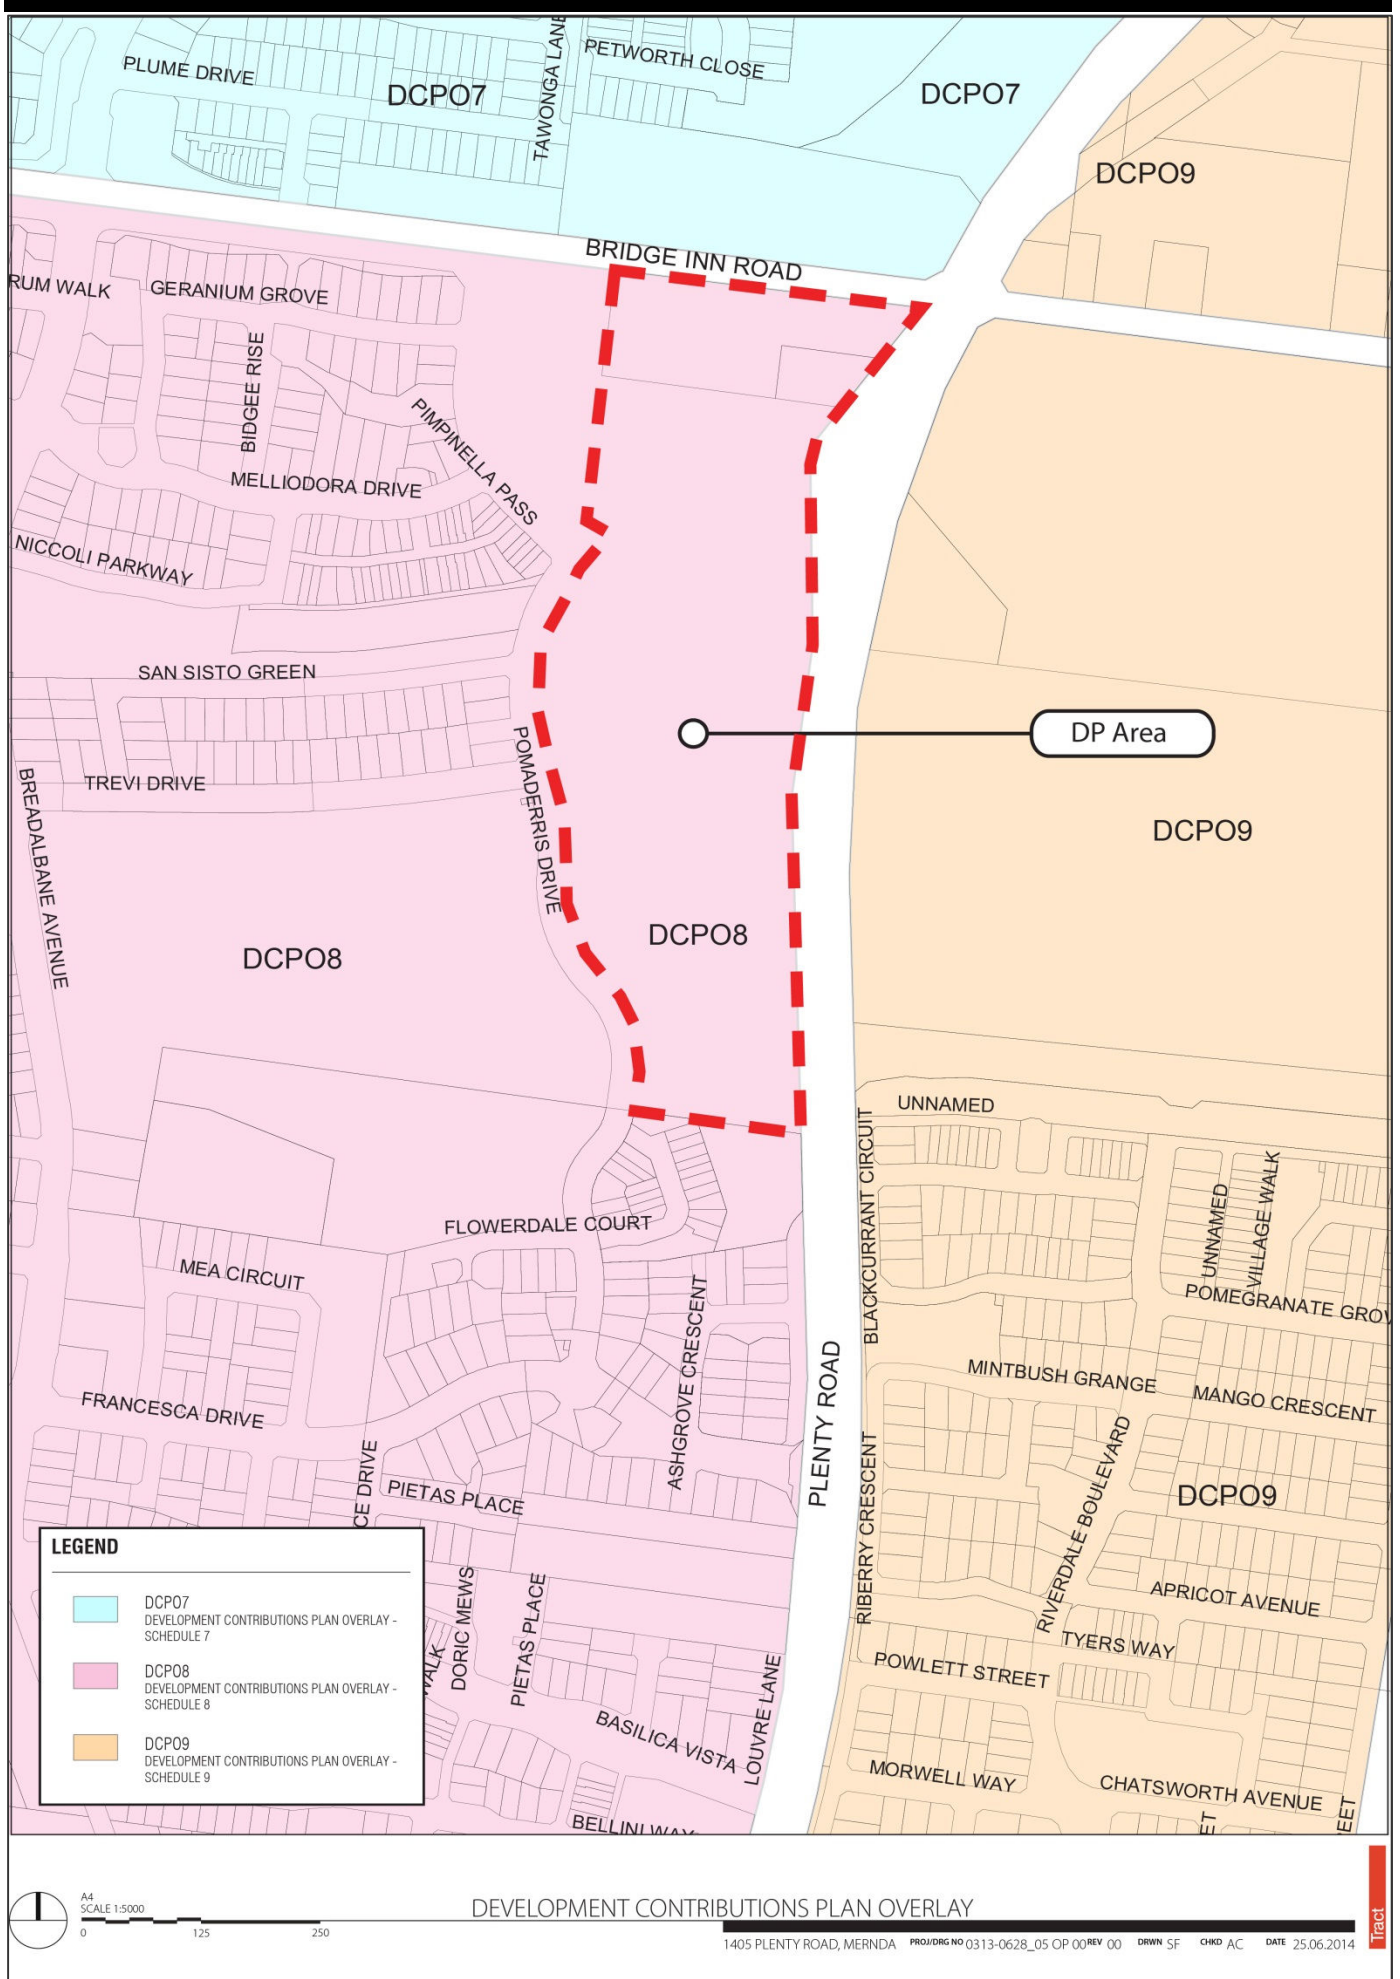 PLUME DRIVE
PETWORTH CLOSE
TAWONGA LANE
DCPO7
DCPO7
DCPO9
BRIDGE INN ROAD
RUM WALK
GERANIUM GROVE
BIDGEE RISE
PIMPINELLA PASS
MELLIODORA DRIVE
NICCOLI PARKWAY
SAN SISTO GREEN
DP Area
TREVI DRIVE
POMADERRIS DRIVE
BREADALBANE AVENUE
DCPO9
DCPO8
DCPO8
UNNAMED
BLACKCURRANT CIRCUIT
UNNAMED
VILLAGE WALK
FLOWERDALE COURT
MEA CIRCUIT
POMEGRANATE GROV
ASHGROVE CRESCENT
PLENTY ROAD
MINTBUSH GRANGE
MANGO CRESCENT
FRANCESCA DRIVE
CE DRIVE
PIETAS PLACE
RIBERRY CRESCENT
RIVERDALE BOULEVARD
DCPO9
APRICOT AVENUE
TYERS WAY
POWLETT STREET
DORIC MEWS
PIETAS PLACE
WALK
BASILICA VISTA
LOUVRE LANE
MORWELL WAY
CHATSWORTH AVENUE
BELLINI WAY
ET
EET
LEGEND
DCPO7
DEVELOPMENT CONTRIBUTIONS PLAN OVERLAY -
SCHEDULE 7
DCPO8
DEVELOPMENT CONTRIBUTIONS PLAN OVERLAY -
SCHEDULE 8
DCPO9
DEVELOPMENT CONTRIBUTIONS PLAN OVERLAY -
SCHEDULE 9
A4
SCALE 1:5000
0 125 250
DEVELOPMENT CONTRIBUTIONS PLAN OVERLAY
1405 PLENTY ROAD, MERNDA PROJ/DRG NO 0313-0628_05 OP 00 REV 00 DRWN SF CHKD AC DATE 25.06.2014
Tract